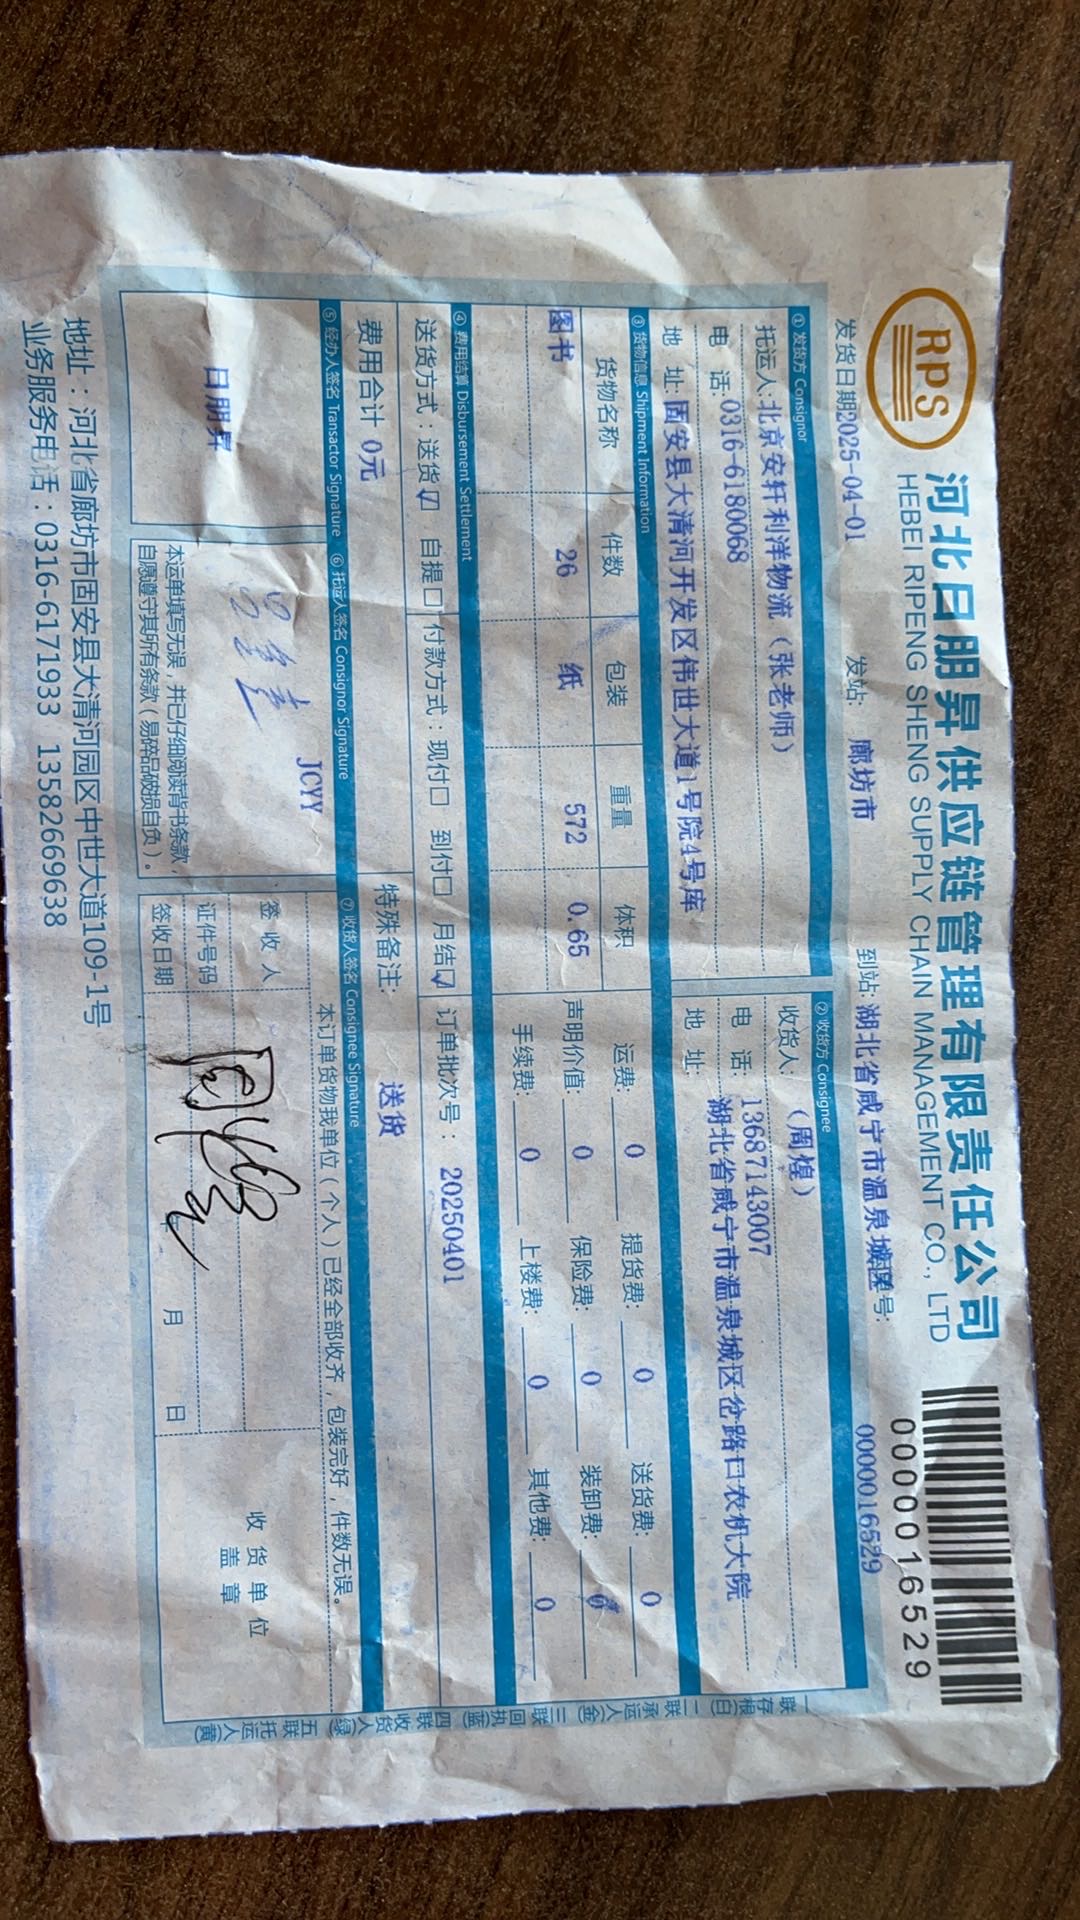 RPS
河北日朋昇供应链管理有限责任公司
HEBEI RIPENG SHENG SUPPLY CHAIN MANAGEMENT CO., LTD
0000016529
发货日期2025-04-01 发站: 廊坊市 到站: 湖北省咸宁市温泉城区 号: 0000016529
① 发货方 Consignor
托运人:北京安轩利洋物流（张老师）
电 话:0316-6180068
地 址:固安县大清河开发区伟世大道1号院4号库
② 收货方 Consignee
收货人: （周煌）
电 话: 13687143007
地 址: 湖北省咸宁市温泉城区岔路口农机大院
③ 货物信息 Shipment Information
货物名称 件数 包装 重量 体积
图书 26 纸 572 0.65
运费: 0 提货费: 0 送货费: 0
声明价值: 0 保险费: 0 装卸费: 0
手续费: 0 上楼费: 0 其他费: 0
④ 费用结算 Disbursement Settlement
送货方式：送货☑ 自提□ 付款方式：现付□ 到付□ 月结☑ 订单批次号： 20250401
费用合计 0元 特殊备注: 送货
⑤ 经办人签名 Transactor Signature ⑥ 托运人签名 Consignor Signature ⑦ 收货人签名 Consignee Signature
日朋昇
JCYY
本运单填写无误，并已仔细阅读背书条款，
自愿遵守其所有条款（易碎品破损自负）。
本订单货物我单位（个人）已经全部收齐，包装完好，件数无误。
签 收 人
证件号码
签收日期 年 月 日
收货单位
盖章
地址：河北省廊坊市固安县大清河园区中世大道109-1号
业务服务电话：0316-6171933 13582669638
一联存根(白) 二联承运人(金) 三联回执(蓝) 四联收货人(绿) 五联托运人(黄)